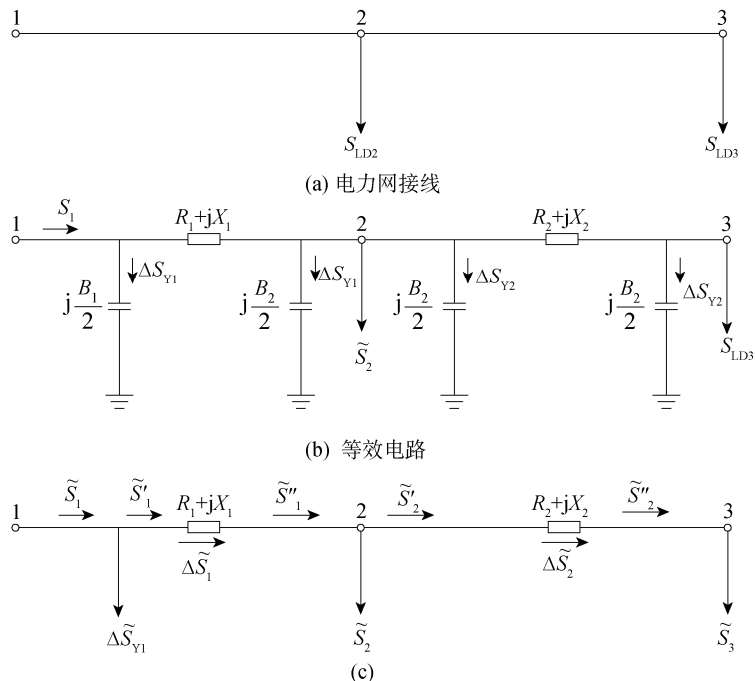 1 2 3
S_LD2 S_LD3
(a) 电力网接线
1 S_1 R_1+jX_1 2 R_2+jX_2 3
ΔS_Y1 ΔS_Y1 ΔS_Y2 ΔS_Y2
j B_1/2 j B_2/2 j B_2/2 j B_2/2
S̃_2 S_LD3
(b) 等效电路
1 S̃_1 S̃′_1 R_1+jX_1 S̃″_1 2 S̃′_2 R_2+jX_2 S̃″_2 3
ΔS̃_1 ΔS̃_2
ΔS̃_Y1 S̃_2 S̃_3
(c)